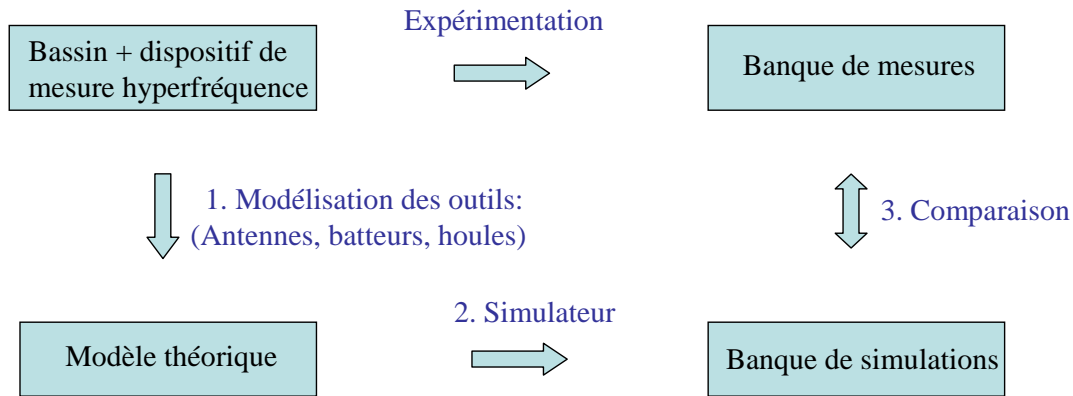 Expérimentation
Bassin + dispositif de
mesure hyperfréquence
Banque de mesures
1. Modélisation des outils:
(Antennes, batteurs, houles)
3. Comparaison
2. Simulateur
Modèle théorique
Banque de simulations